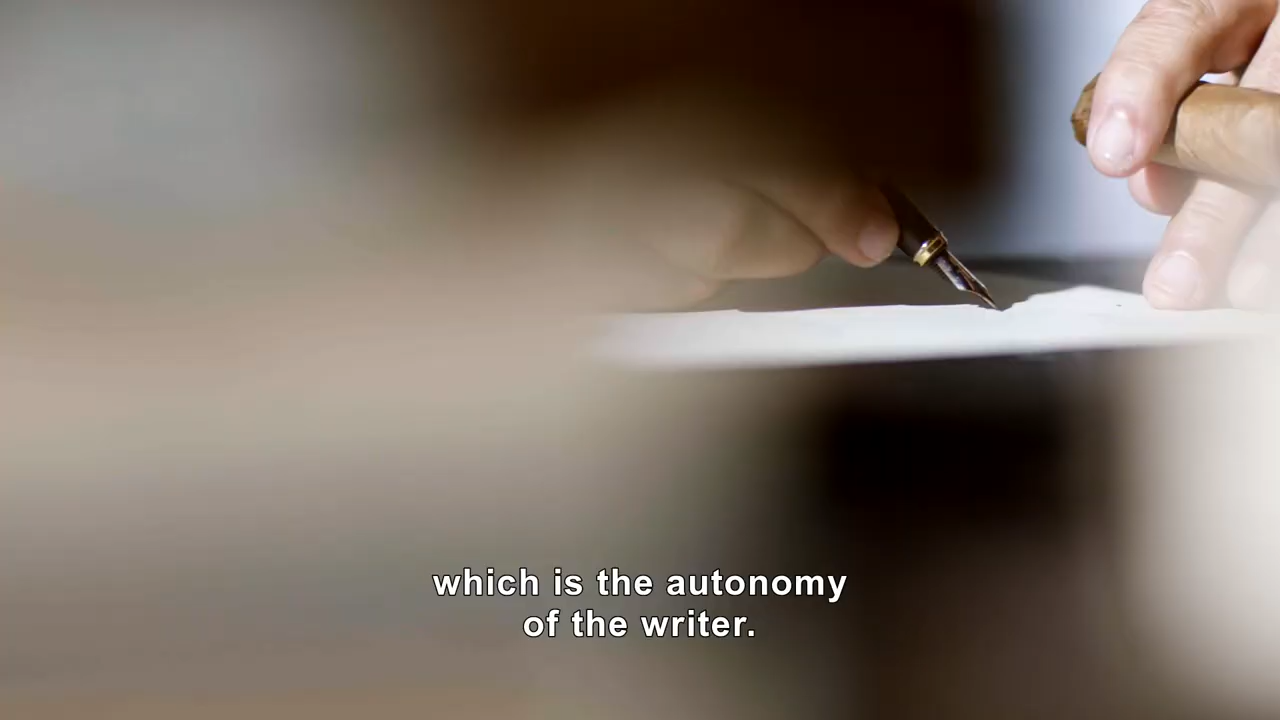 which is the autonomy
of the writer.